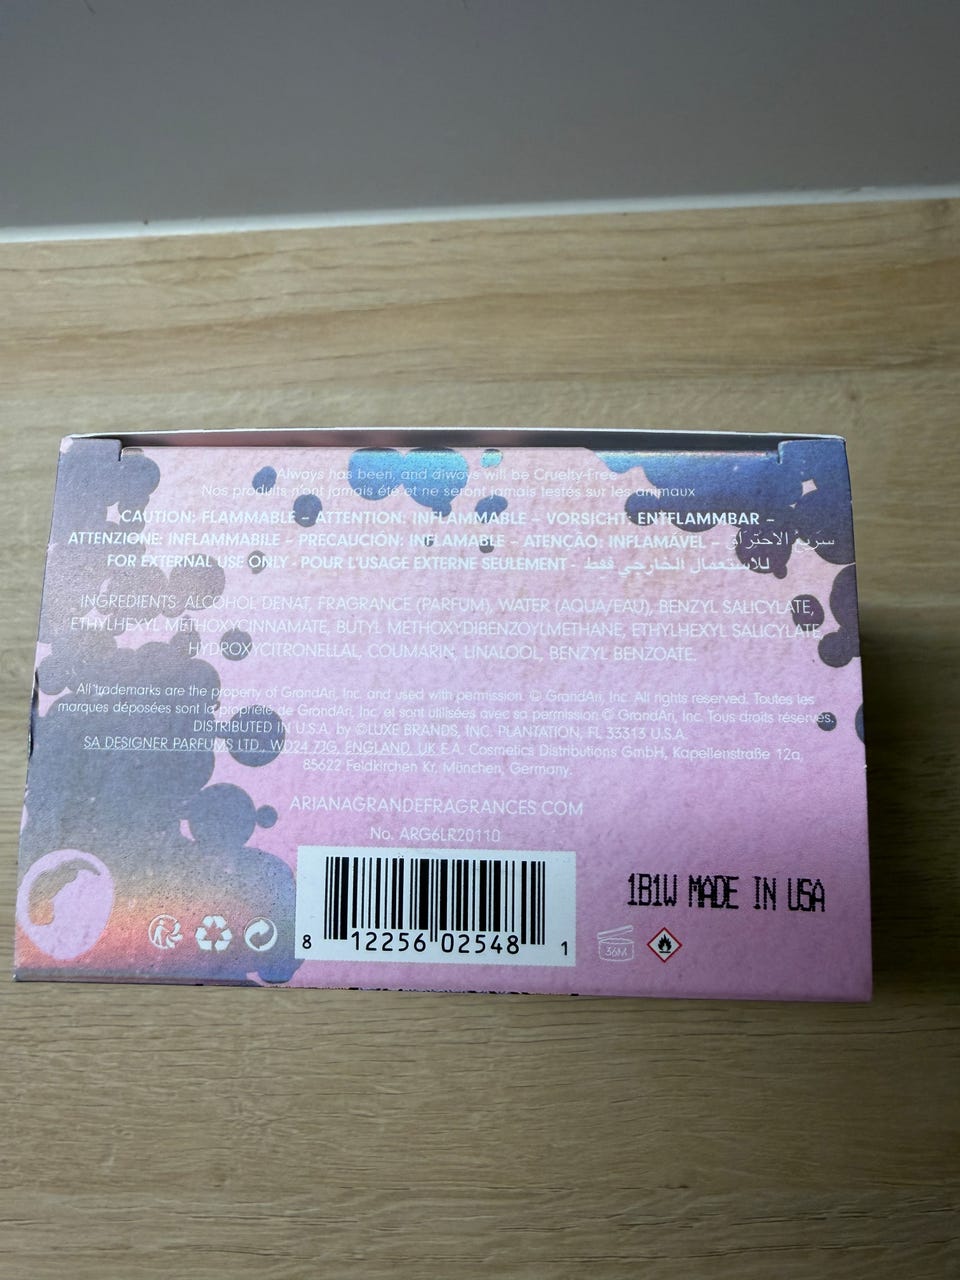 Always has been, and always will be Cruelty-Free
Nos produits n'ont jamais été et ne seront jamais testés sur les animaux
CAUTION: FLAMMABLE – ATTENTION: INFLAMMABLE – VORSICHT: ENTFLAMMBAR –
ATTENZIONE: INFLAMMABILE – PRECAUCIÓN: INFLAMABLE – ATENCÃO: INFLAMÁVEL – سريع الاحتراق
FOR EXTERNAL USE ONLY - POUR L'USAGE EXTERNE SEULEMENT - للاستعمال الخارجي فقط
INGREDIENTS: ALCOHOL DENAT, FRAGRANCE (PARFUM), WATER (AQUA/EAU), BENZYL SALICYLATE,
ETHYLHEXYL METHOXYCINNAMATE, BUTYL METHOXYDIBENZOYLMETHANE, ETHYLHEXYL SALICYLATE,
HYDROXYCITRONELLAL, COUMARIN, LINALOOL, BENZYL BENZOATE.
All trademarks are the property of GrandAri, Inc. and used with permission. © GrandAri, Inc. All rights reserved. Toutes les
marques déposées sont la propriété de GrandAri, Inc. et sont utilisées avec sa permission © GrandAri, Inc. Tous droits réservés.
DISTRIBUTED IN U.S.A. by ©LUXE BRANDS, INC. PLANTATION, FL 33313 U.S.A.
SA DESIGNER PARFUMS LTD., WD24 7JG, ENGLAND, UK E.A. Cosmetics Distributions GmbH, Kapellenstraße 12a,
85622 Feldkirchen Kr. München, Germany.
ARIANAGRANDEFRAGRANCES.COM
No. ARG6LR20110
1B1W MADE IN USA
8 12256 02548 1
36M